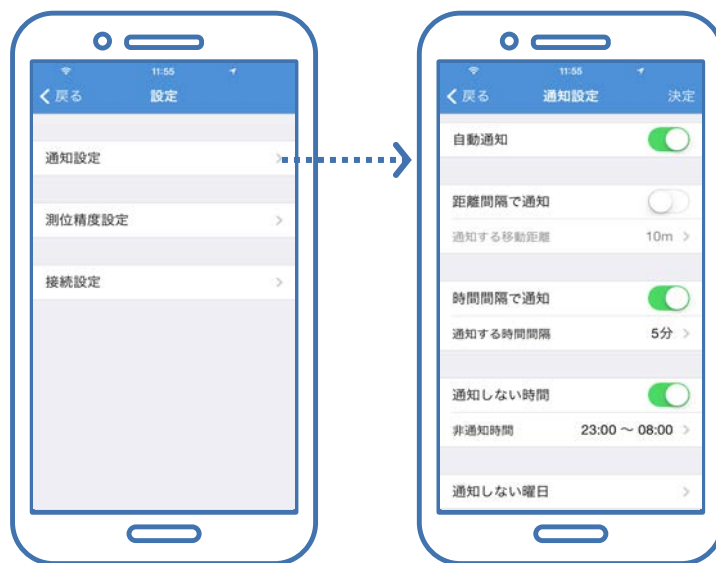 11:55
戻る 設定
通知設定
測位精度設定
接続設定
11:55
戻る 通知設定 決定
自動通知
距離間隔で通知
通知する移動距離 10m
時間間隔で通知
通知する時間間隔 5分
通知しない時間
非通知時間 23:00 〜 08:00
通知しない曜日